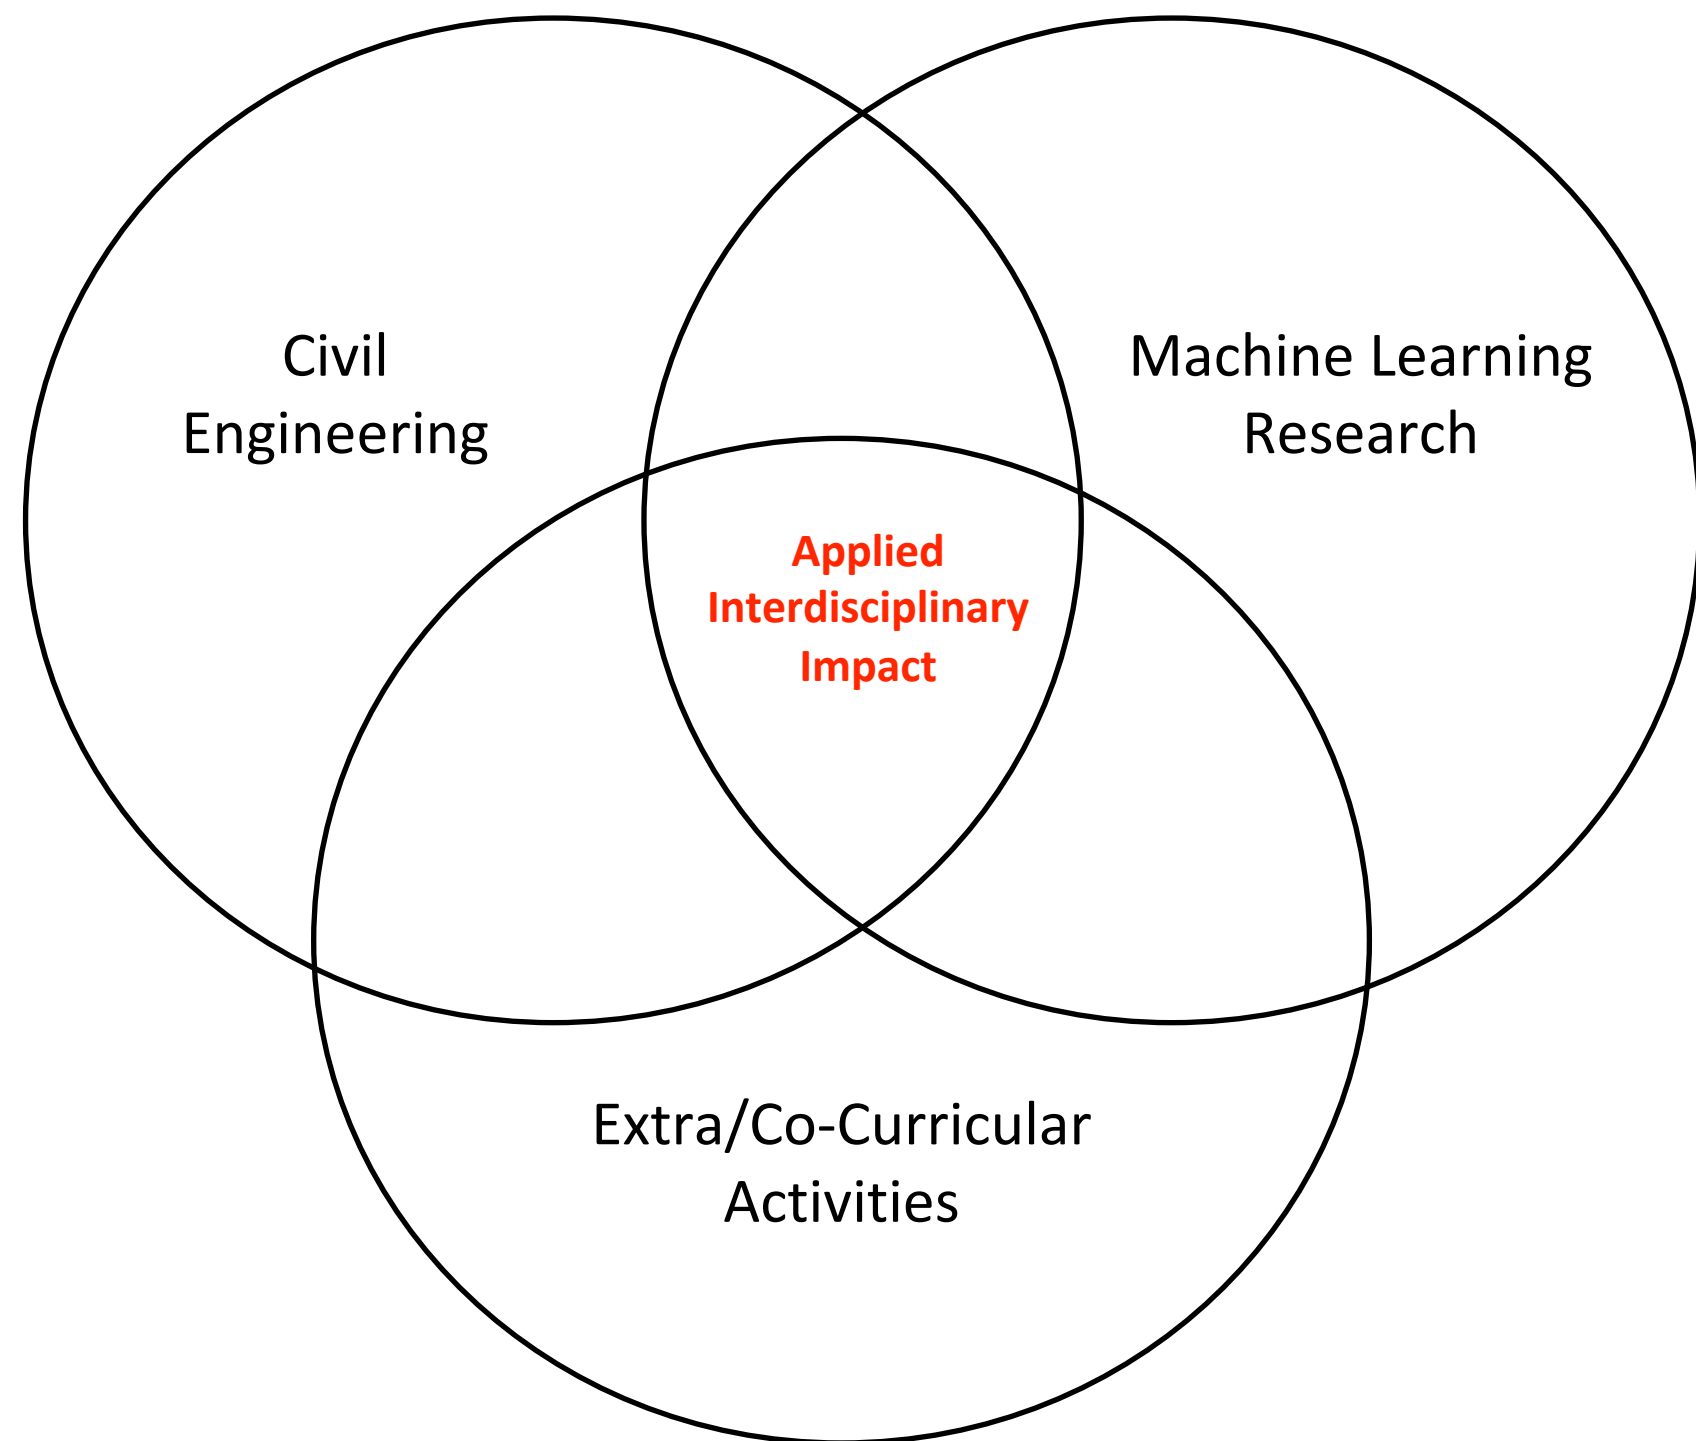 Civil
Engineering
Machine Learning
Research
Applied
Interdisciplinary
Impact
Extra/Co-Curricular
Activities